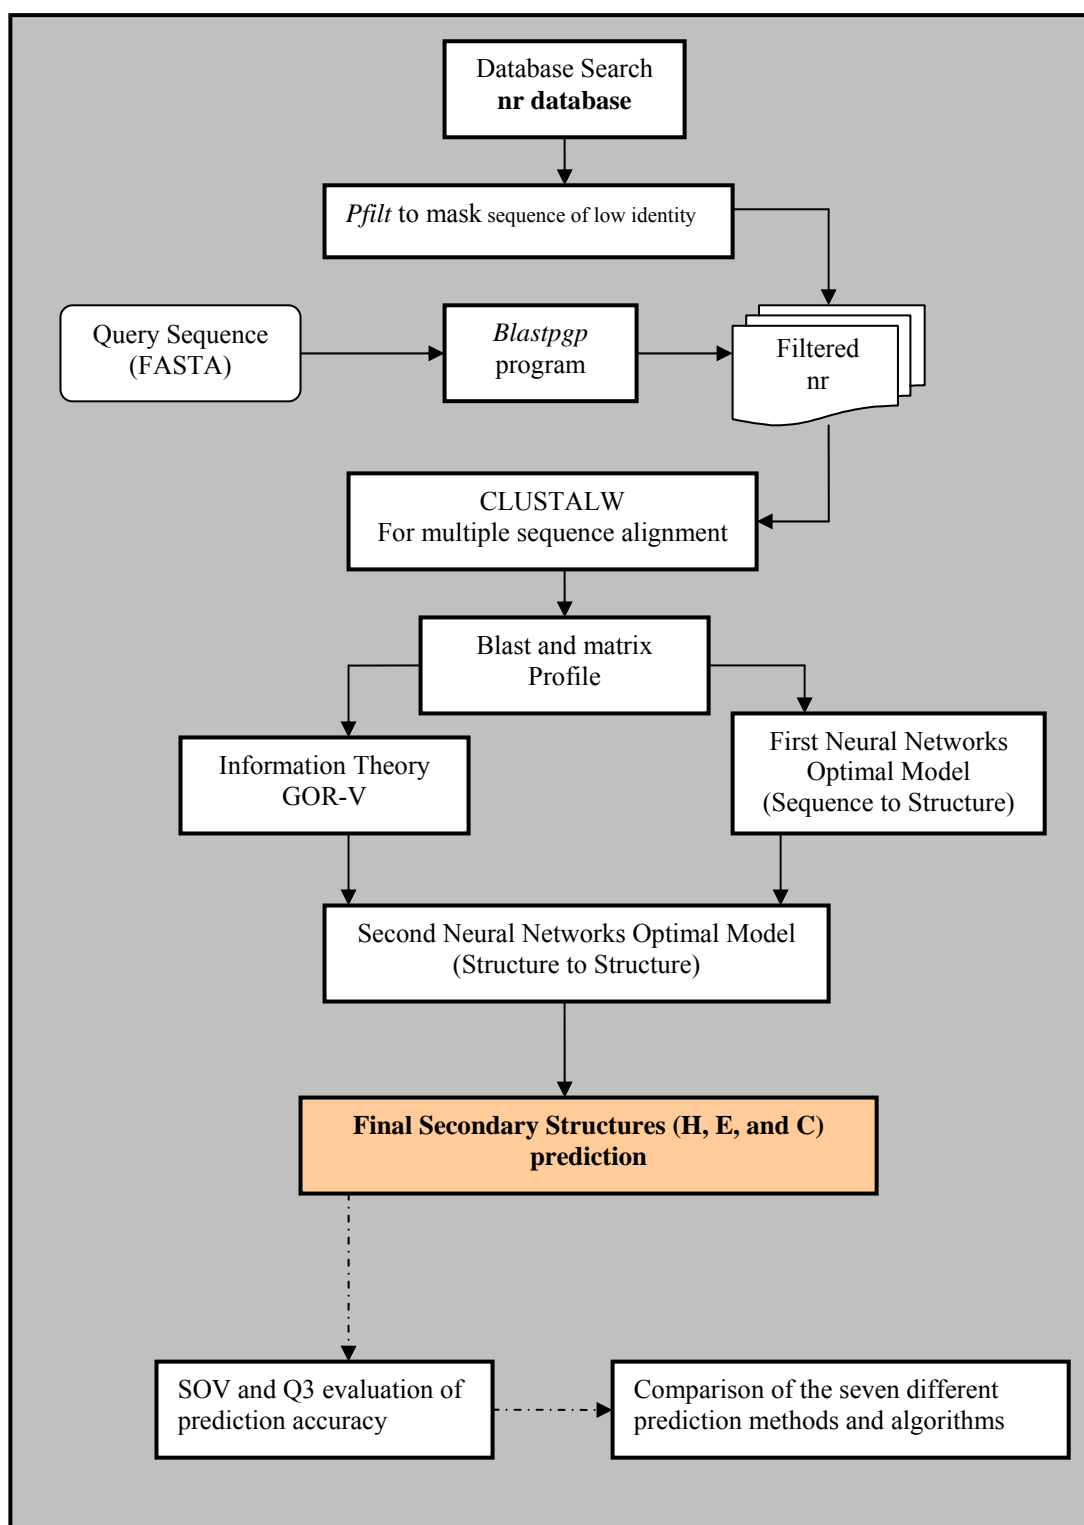 Database Search
nr database
Pfilt to mask sequence of low identity
Query Sequence
(FASTA)
Blastpgp
program
Filtered
nr
CLUSTALW
For multiple sequence alignment
Blast and matrix
Profile
Information Theory
GOR-V
First Neural Networks
Optimal Model
(Sequence to Structure)
Second Neural Networks Optimal Model
(Structure to Structure)
Final Secondary Structures (H, E, and C)
prediction
SOV and Q3 evaluation of
prediction accuracy
Comparison of the seven different
prediction methods and algorithms